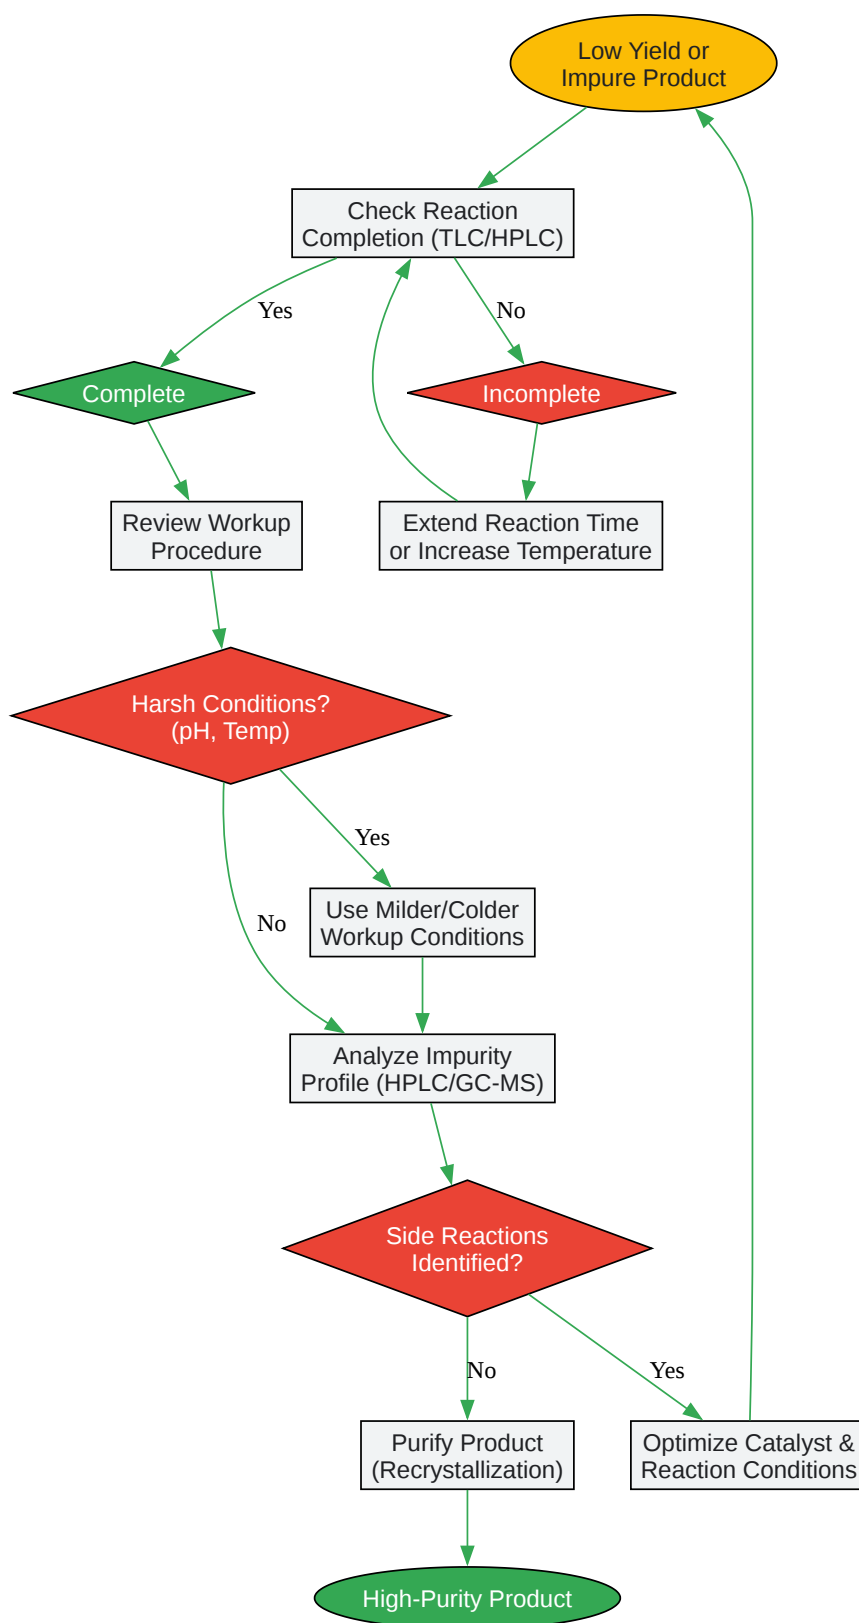 Low Yield or
Impure Product
Check Reaction
Completion (TLC/HPLC)
Yes
No
Complete
Incomplete
Review Workup
Procedure
Extend Reaction Time
or Increase Temperature
Harsh Conditions?
(pH, Temp)
Yes
No
Use Milder/Colder
Workup Conditions
Analyze Impurity
Profile (HPLC/GC-MS)
Side Reactions
Identified?
No
Yes
Purify Product
(Recrystallization)
Optimize Catalyst &
Reaction Conditions
High-Purity Product